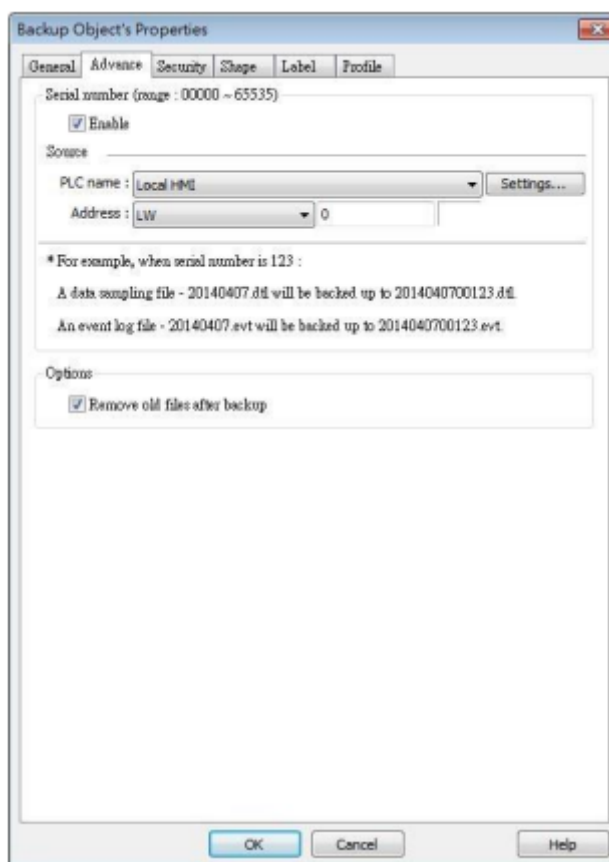 Backup Object's Properties
General Advance Security Shape Label Profile
Serial number (range : 00000 ~ 65535)
Enable
Source
PLC name : Local HMI Settings...
Address : LW 0
* For example, when serial number is 123 :
A data sampling file - 20140407.dtl will be backed up to 2014040700123.dtl.
An event log file - 20140407.evt will be backed up to 2014040700123.evt.
Options
Remove old files after backup
OK Cancel Help